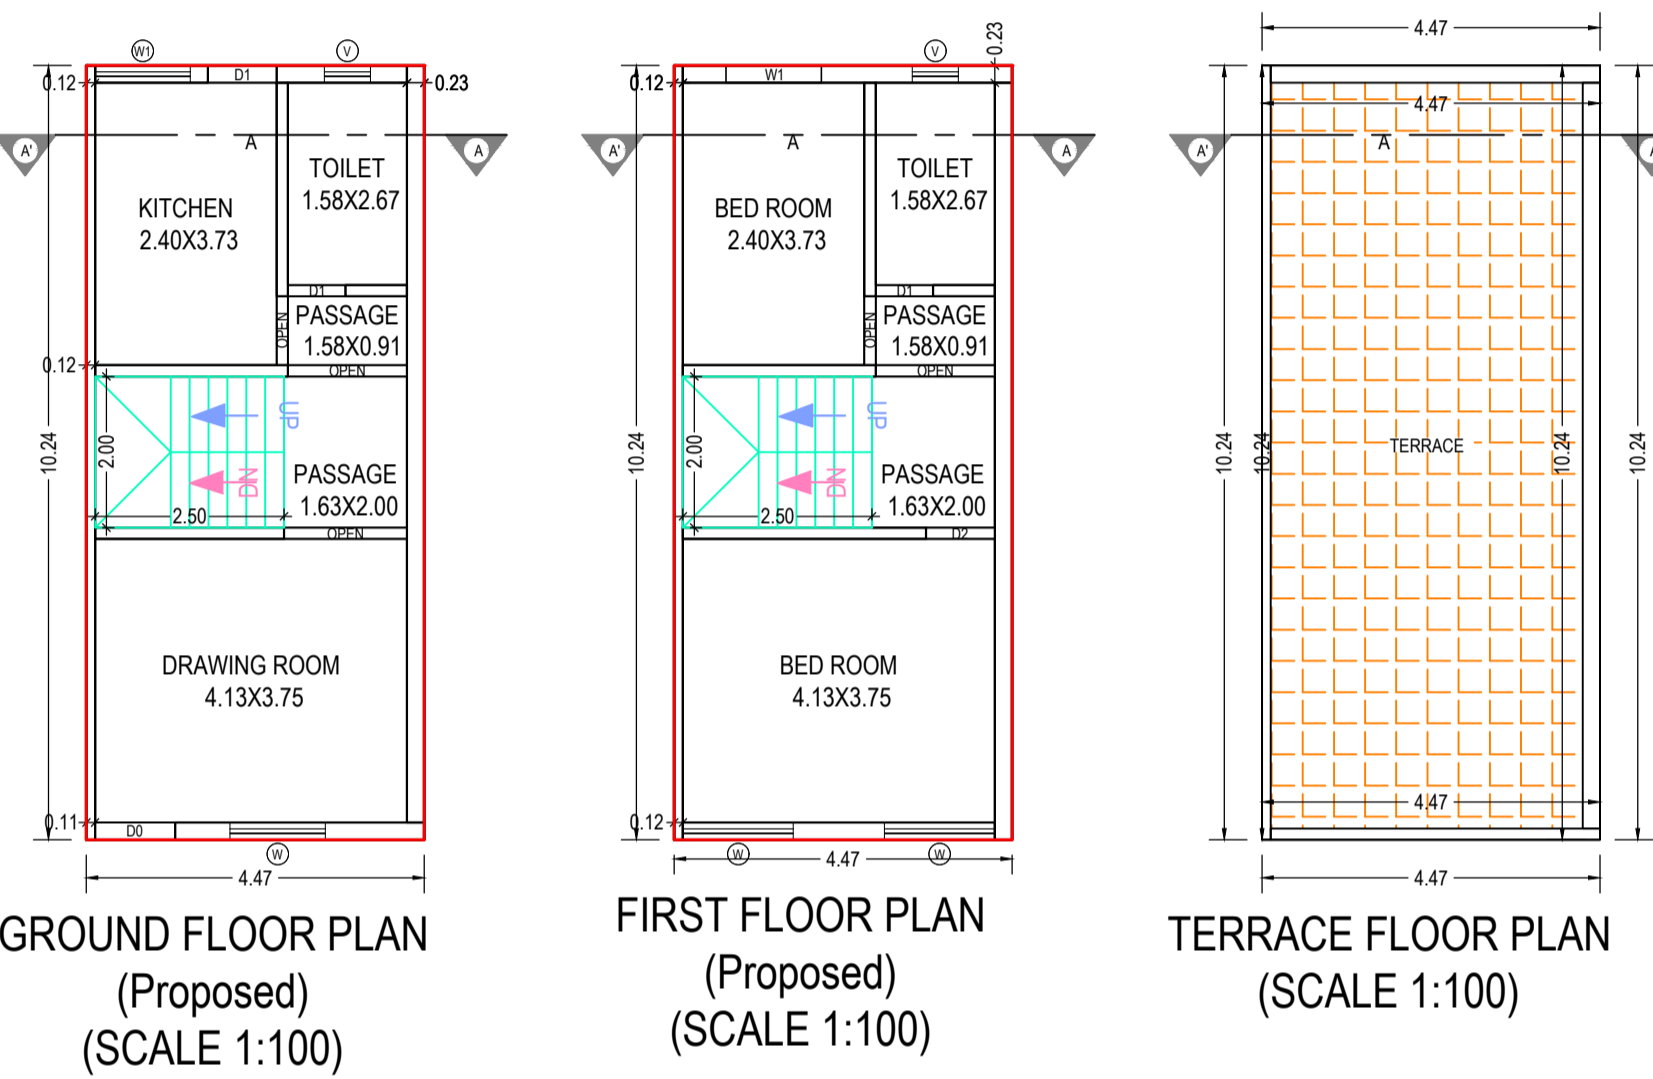 W1
V
D1
0.12
0.23
A'
A
A
TOILET
1.58X2.67
KITCHEN
2.40X3.73
D1
OPEN
PASSAGE
1.58X0.91
0.12
OPEN
UP
2.00
10.24
DN
PASSAGE
1.63X2.00
2.50
OPEN
DRAWING ROOM
4.13X3.75
0.11
D0
W
4.47
GROUND FLOOR PLAN
(Proposed)
(SCALE 1:100)
0.23
V
W1
0.12
A'
A
A
TOILET
1.58X2.67
BED ROOM
2.40X3.73
D1
OPEN
PASSAGE
1.58X0.91
OPEN
UP
2.00
10.24
DN
PASSAGE
1.63X2.00
2.50
D2
BED ROOM
4.13X3.75
0.12
W
W
4.47
FIRST FLOOR PLAN
(Proposed)
(SCALE 1:100)
4.47
4.47
A'
A
A
10.24
10.24
TERRACE
10.24
10.24
4.47
4.47
TERRACE FLOOR PLAN
(SCALE 1:100)